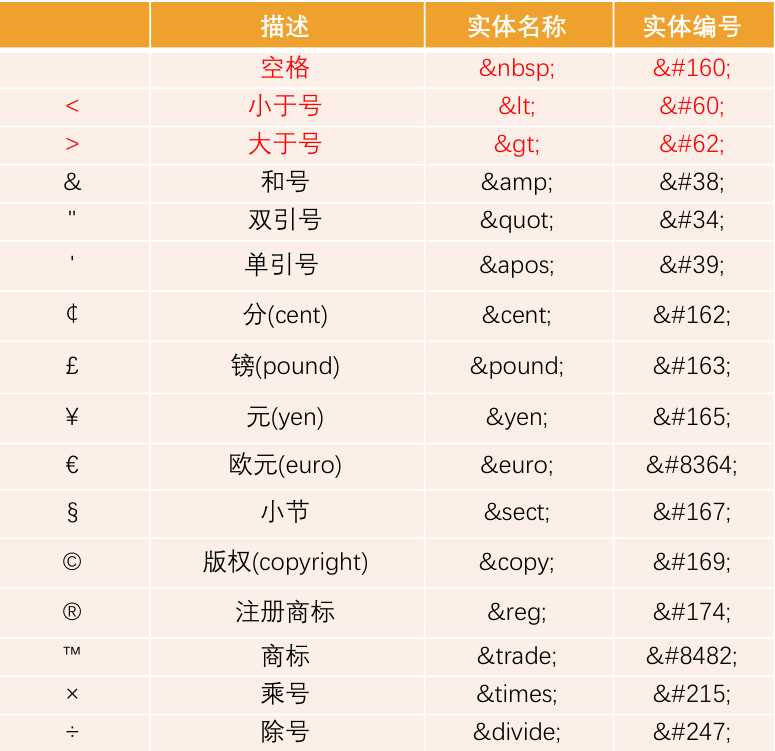 描述 实体名称 实体编号
空格 &nbsp; &#160;
< 小于号 &lt; &#60;
> 大于号 &gt; &#62;
& 和号 &amp; &#38;
" 双引号 &quot; &#34;
' 单引号 &apos; &#39;
¢ 分(cent) &cent; &#162;
£ 镑(pound) &pound; &#163;
¥ 元(yen) &yen; &#165;
€ 欧元(euro) &euro; &#8364;
§ 小节 &sect; &#167;
© 版权(copyright) &copy; &#169;
® 注册商标 &reg; &#174;
™ 商标 &trade; &#8482;
× 乘号 &times; &#215;
÷ 除号 &divide; &#247;